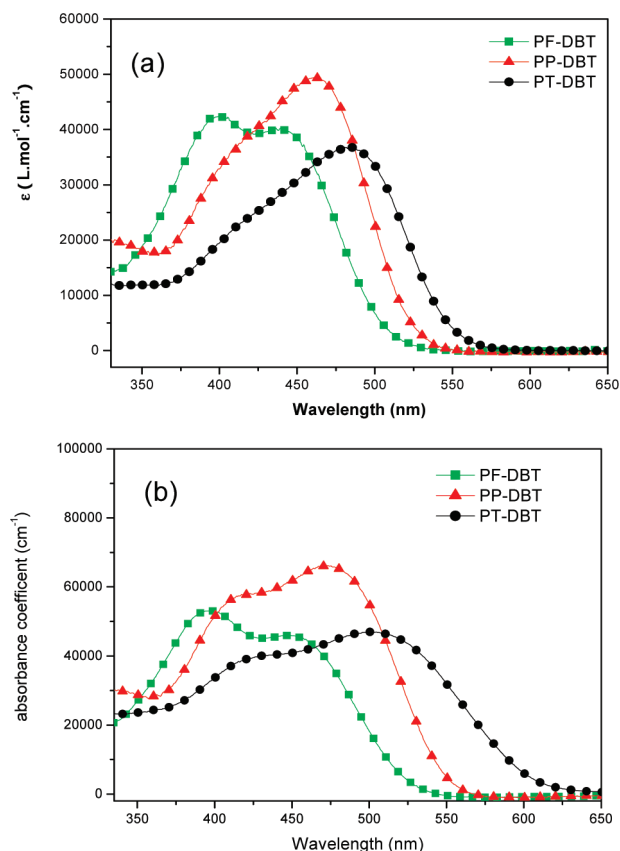 (a)
PF-DBT
PP-DBT
PT-DBT
ε ( L.mol⁻¹.cm⁻¹)
60000
50000
40000
30000
20000
10000
0
350 400 450 500 550 600 650
Wavelength (nm)
(b)
PF-DBT
PP-DBT
PT-DBT
absorbance coefficent (cm⁻¹)
100000
80000
60000
40000
20000
0
350 400 450 500 550 600 650
Wavelength (nm)